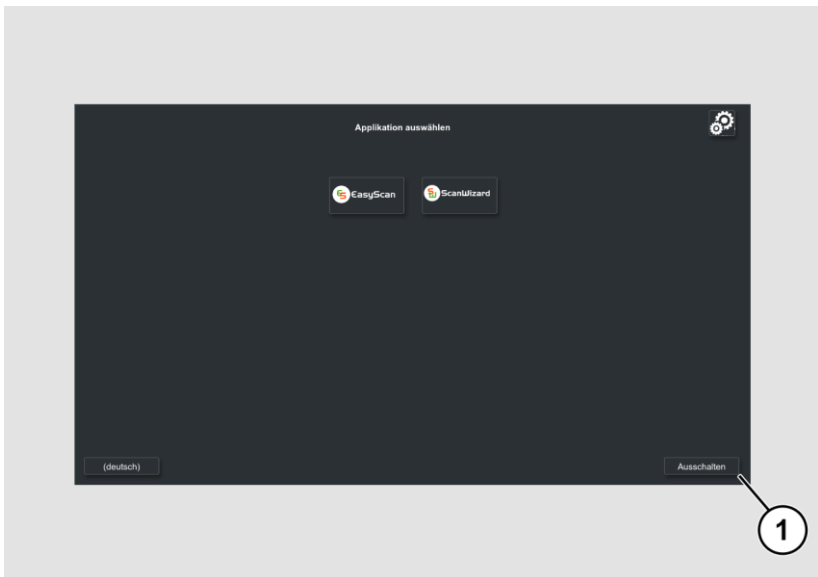 Applikation auswählen
EasyScan
ScanWizard
(deutsch)
Ausschalten
1